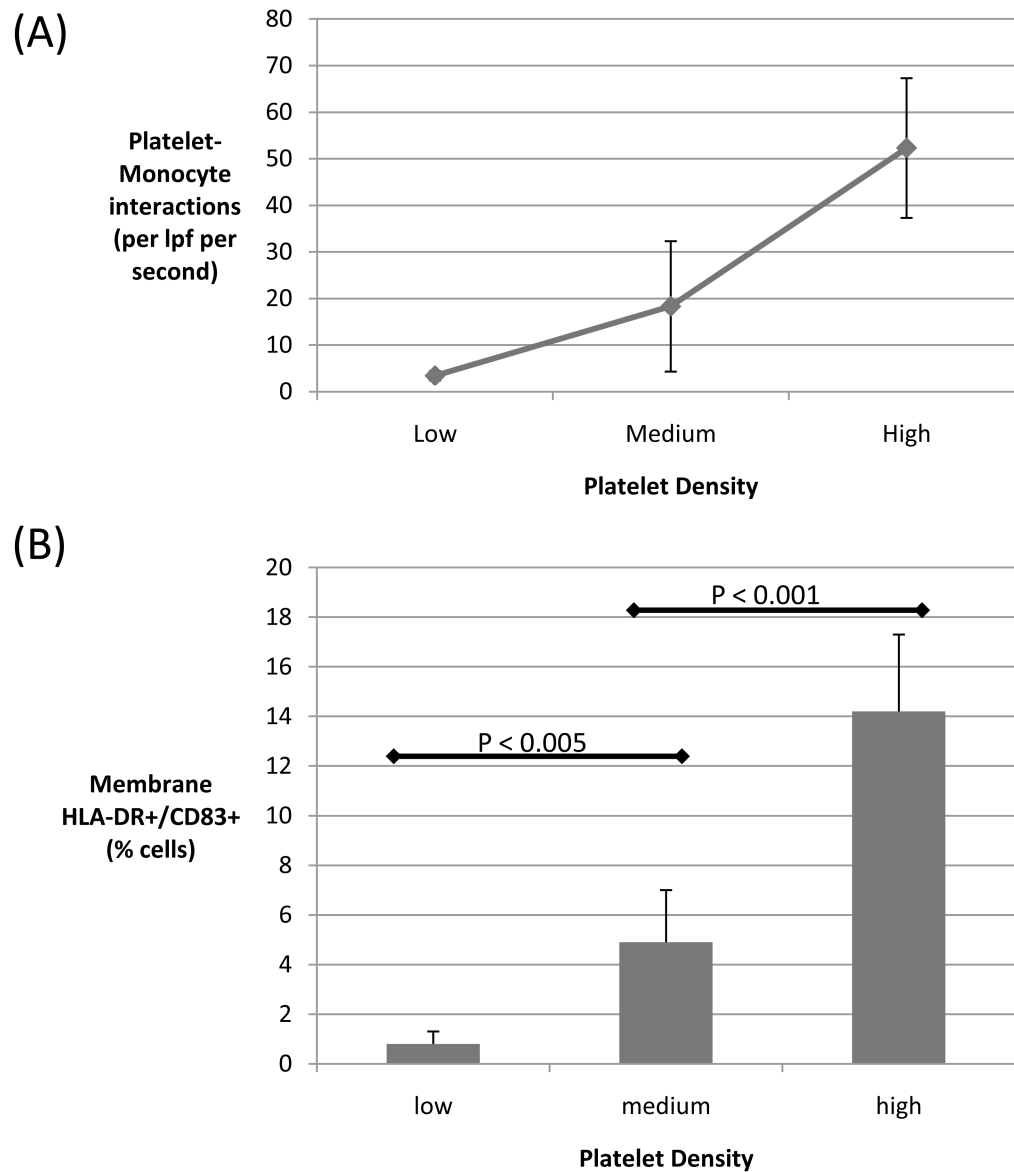 (A)
80
70
60
50
40
30
20
10
0
Platelet-
Monocyte
interactions
(per lpf per
second)
Low Medium High
Platelet Density
(B)
20
18
16
14
12
10
8
6
4
2
0
P < 0.001
P < 0.005
Membrane
HLA-DR+/CD83+
(% cells)
low medium high
Platelet Density